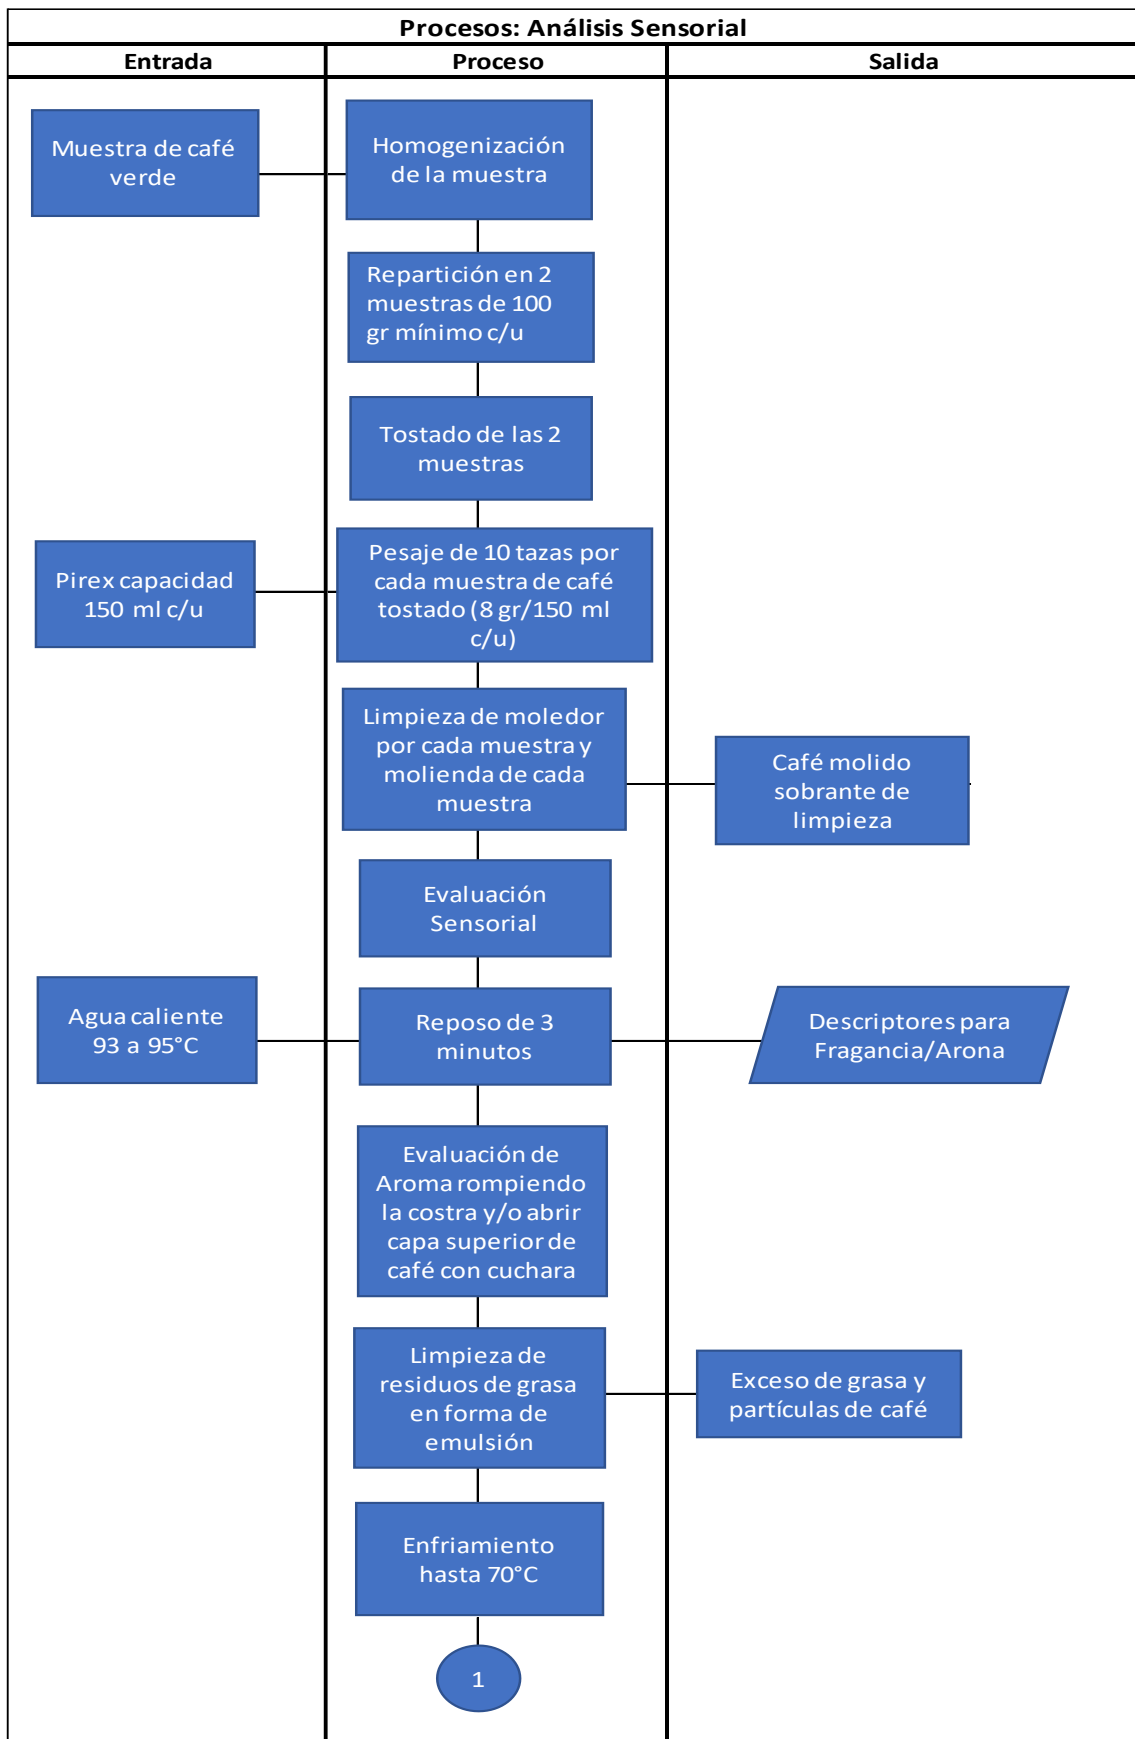 Procesos: Análisis Sensorial
Entrada
Proceso
Salida
Muestra de café
verde
Homogenización
de la muestra
Repartición en 2
muestras de 100
gr mínimo c/u
Tostado de las 2
muestras
Pirex capacidad
150 ml c/u
Pesaje de 10 tazas por
cada muestra de café
tostado (8 gr/150 ml
c/u)
Limpieza de moledor
por cada muestra y
molienda de cada
muestra
Café molido
sobrante de
limpieza
Evaluación
Sensorial
Agua caliente
93 a 95°C
Reposo de 3
minutos
Descriptores para
Fragancia/Arona
Evaluación de
Aroma rompiendo
la costra y/o abrir
capa superior de
café con cuchara
Limpieza de
residuos de grasa
en forma de
emulsión
Exceso de grasa y
partículas de café
Enfriamiento
hasta 70°C
1